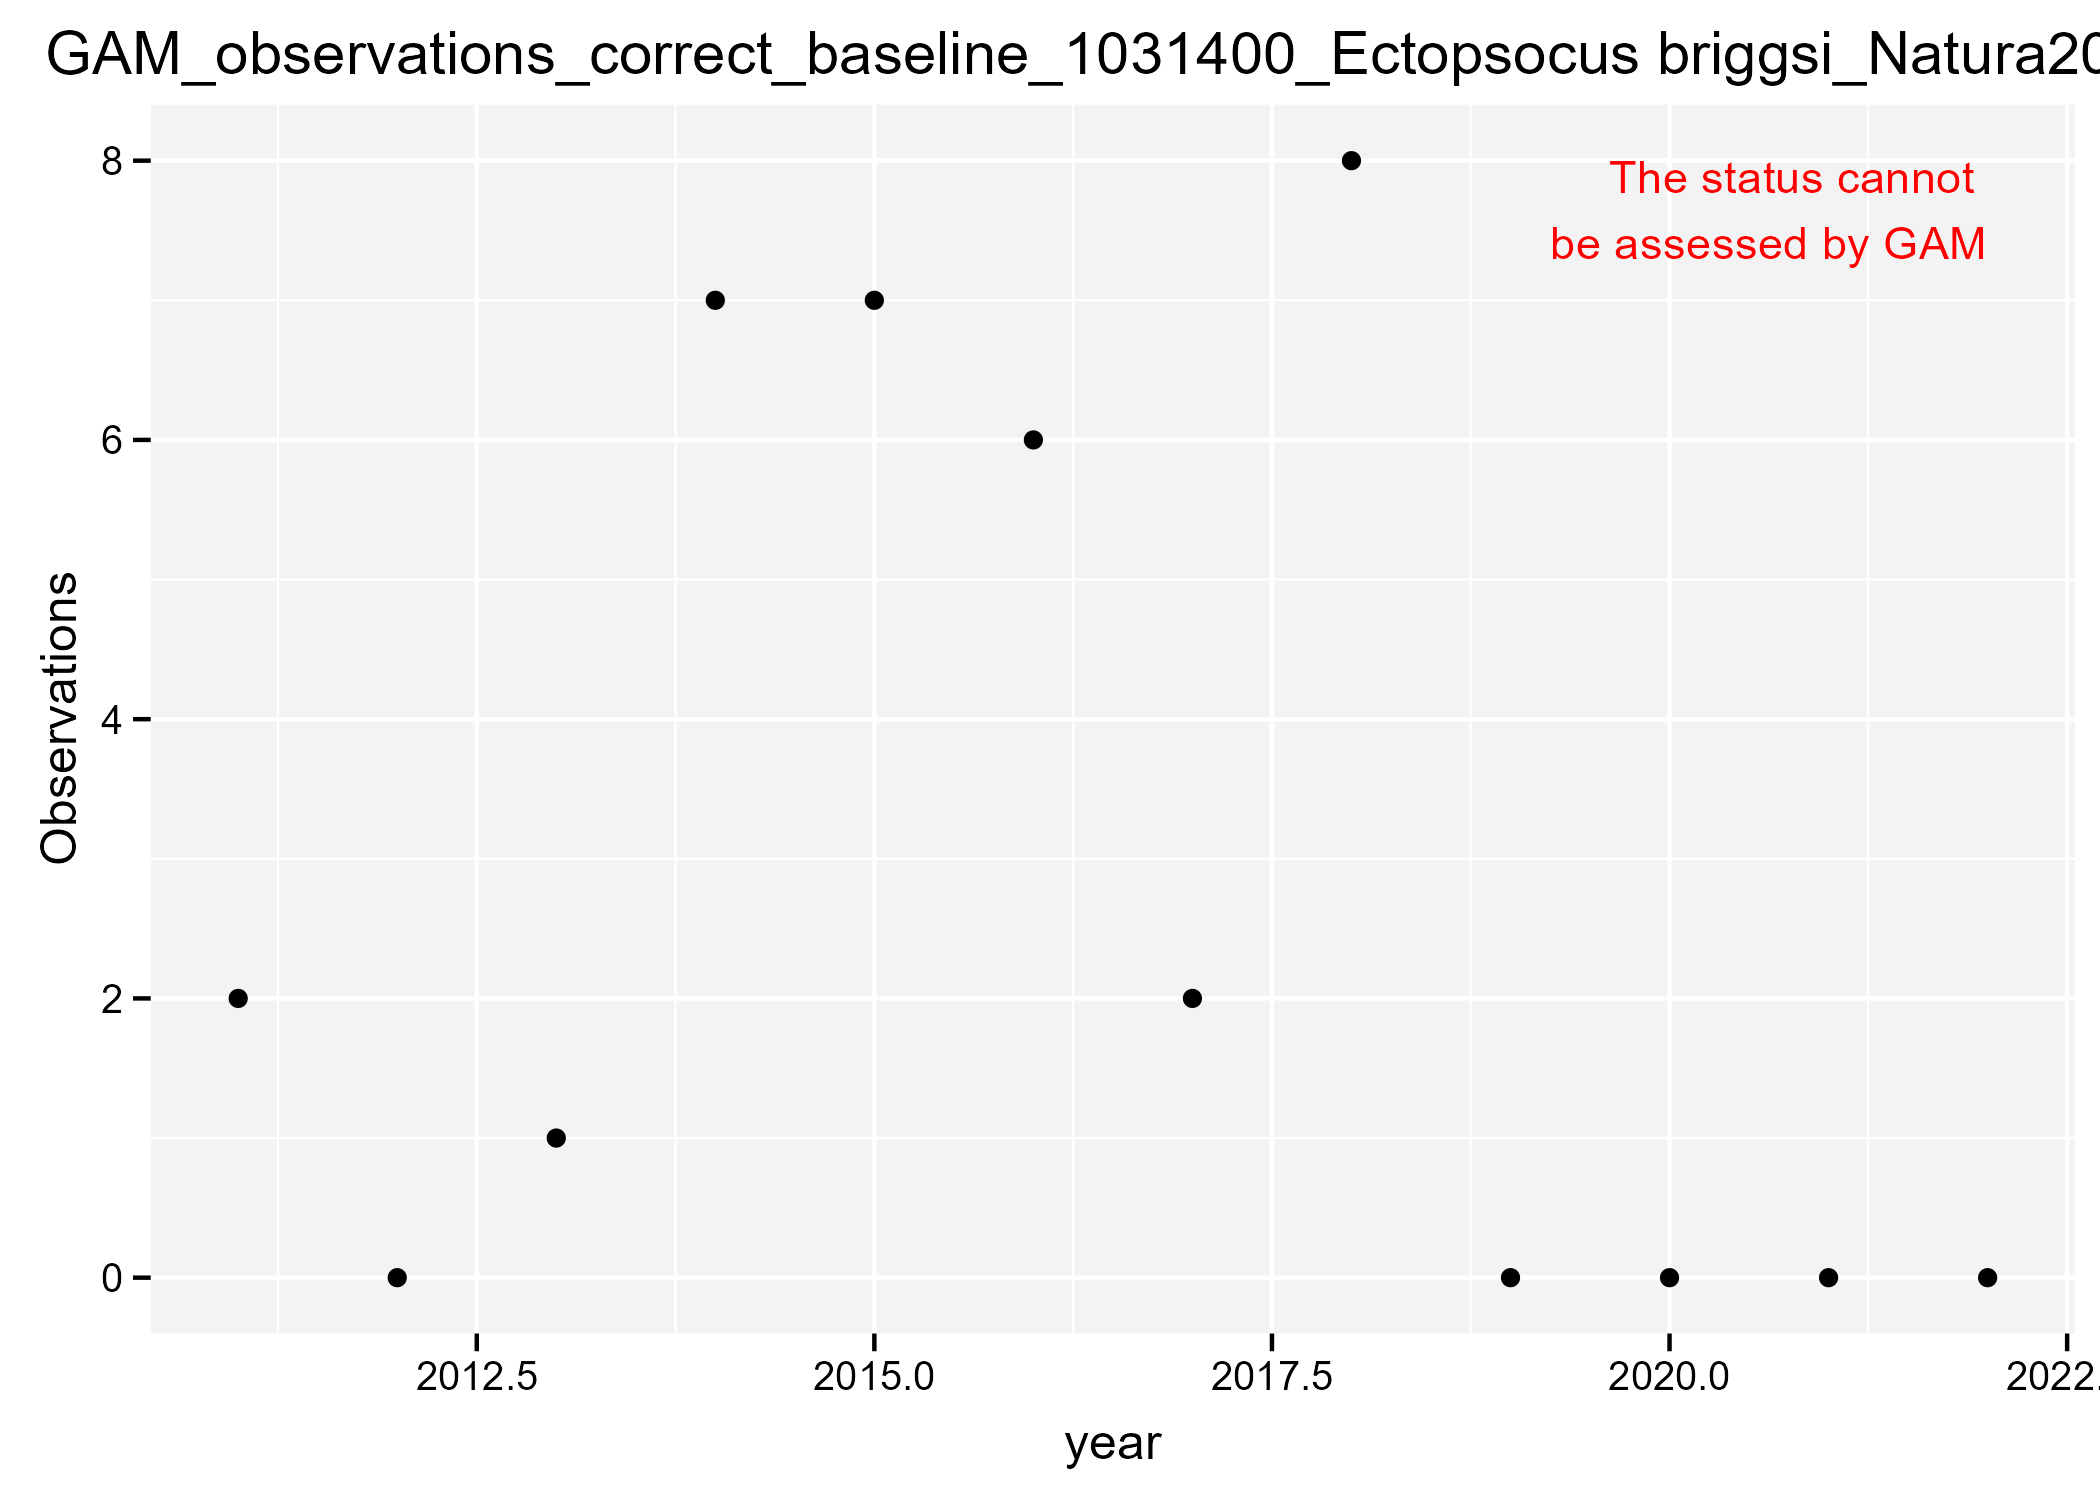 GAM_observations_correct_baseline_1031400_Ectopsocus briggsi_Natura20
The status cannot
be assessed by GAM
8
6
4
2
0
Observations
2012.5
2015.0
2017.5
2020.0
2022.
year